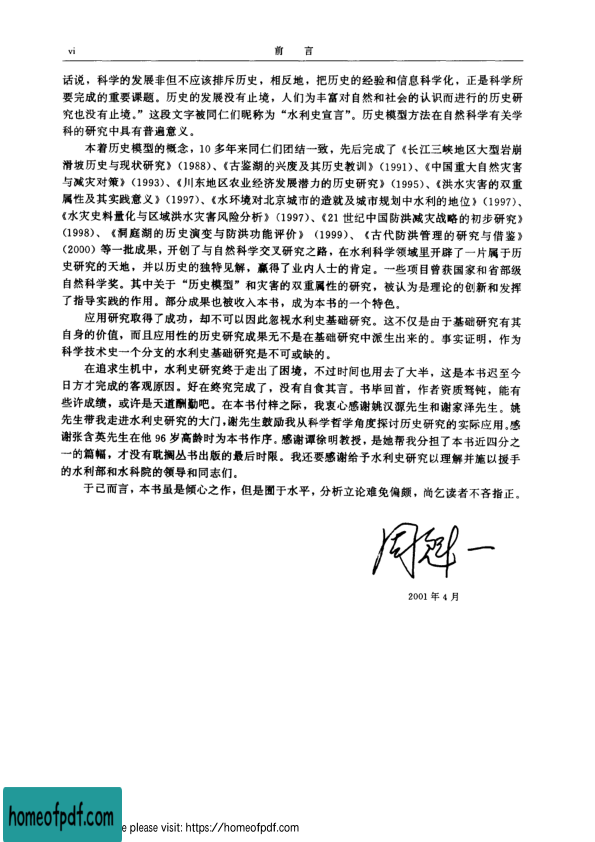 vi 前 言
话说，科学的发展非但不应该排斥历史，相反地，把历史的经验和信息科学化，正是科学所
要完成的重要课题。历史的发展没有止境，人们为丰富对自然和社会的认识而进行的历史研
究也没有止境。”这段文字被同仁们昵称为“水利史宣言”。历史模型方法在自然科学有关学
科的研究中具有普遍意义。
本着历史模型的概念，10 多年来同仁们团结一致，先后完成了《长江三峡地区大型岩崩
滑坡历史与现状研究》(1988)、《古鉴湖的兴废及其历史教训》(1991)、《中国重大自然灾害
与减灾对策》(1993)、《川东地区农业经济发展潜力的历史研究》(1995)、《洪水灾害的双重
属性及其实践意义》(1997)、《水环境对北京城市的造就及城市规划中水利的地位》(1997)、
《水灾史料量化与区域洪水灾害风险分析》(1997)、《21 世纪中国防洪减灾战略的初步研究》
(1998)、《洞庭湖的历史演变与防洪功能评价》(1999)、《古代防洪管理的研究与借鉴》
(2000) 等一批成果，开创了与自然科学交叉研究之路，在水利科学领域里开辟了一片属于历
史研究的天地，并以历史的独特见解，赢得了业内人士的肯定。一些项目曾获国家和省部级
自然科学奖。其中关于“历史模型”和灾害的双重属性的研究，被认为是理论的创新和发挥
了指导实践的作用。部分成果也被收入本书，成为本书的一个特色。
应用研究取得了成功，却不可以因此忽视水利史基础研究。这不仅是由于基础研究有其
自身的价值，而且应用性的历史研究成果无不是在基础研究中派生出来的。事实证明，作为
科学技术史一个分支的水利史基础研究是不可或缺的。
在追求生机中，水利史研究终于走出了困境，不过时间也用去了大半，这是本书迟至今
日方才完成的客观原因。好在终究完成了，没有自食其言。书毕回首，作者资质驽钝，能有
些许成绩，或许是天道酬勤吧。在本书付梓之际，我衷心感谢姚汉源先生和谢家泽先生。姚
先生带我走进水利史研究的大门，谢先生鼓励我从科学哲学角度探讨历史研究的实际应用。感
谢张含英先生在他 96 岁高龄时为本书作序。感谢谭徐明教授，是她帮我分担了本书近四分之
一的篇幅，才没有耽搁丛书出版的最后时限。我还要感谢给予水利史研究以理解并施以援手
的水利部和水科院的领导和同志们。
于己而言，本书虽是倾心之作，但是囿于水平，分析立论难免偏颇，尚乞读者不吝指正。
周魁一
2001 年 4 月
homeofpdf.com
e please visit: https://homeofpdf.com